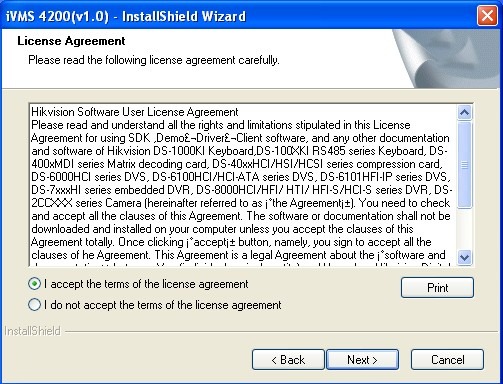 iVMS 4200(v1.0) - InstallShield Wizard
License Agreement
Please read the following license agreement carefully.
Hikvision Software User License Agreement
Please read and understand all the rights and limitations stipulated in this License
Agreement for using SDK ,Demo£¬Driver£¬Client software, and any other documentation
and software of Hikvision DS-1000KI Keyboard,DS-100XKI RS485 series Keyboard, DS-
400xMDI series Matrix decoding card, DS-40xxHCI/HSI/HCSI series compression card,
DS-6000HCI series DVS, DS-6100HCI/HCI-ATA series DVS, DS-6101HFI-IP series DVS,
DS-7xxxHI series embedded DVR, DS-8000HCI/HFI/ HTI/ HFI-S/HCI-S series DVR, DS-
2CCXXX series Camera (hereinafter referred to as ¡°the Agreement¡±). You need to check
and accept all the clauses of this Agreement. The software or documentation shall not be
downloaded and installed on your computer unless you accept the clauses of this
Agreement totally. Once clicking ¡°accept¡± button, namely, you sign to accept all the
clauses of he Agreement. This Agreement is a legal Agreement about the ¡°software and
I accept the terms of the license agreement
Print
I do not accept the terms of the license agreement
InstallShield
< Back
Next >
Cancel